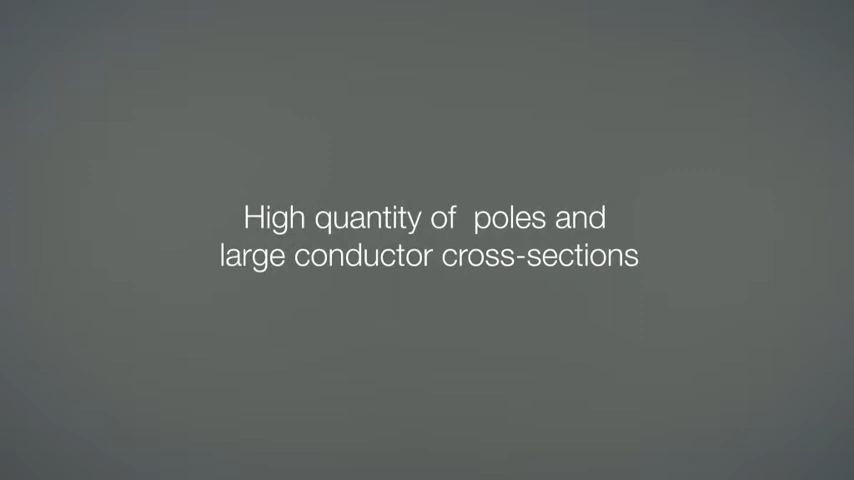 High quantity of  poles and
large conductor cross-sections